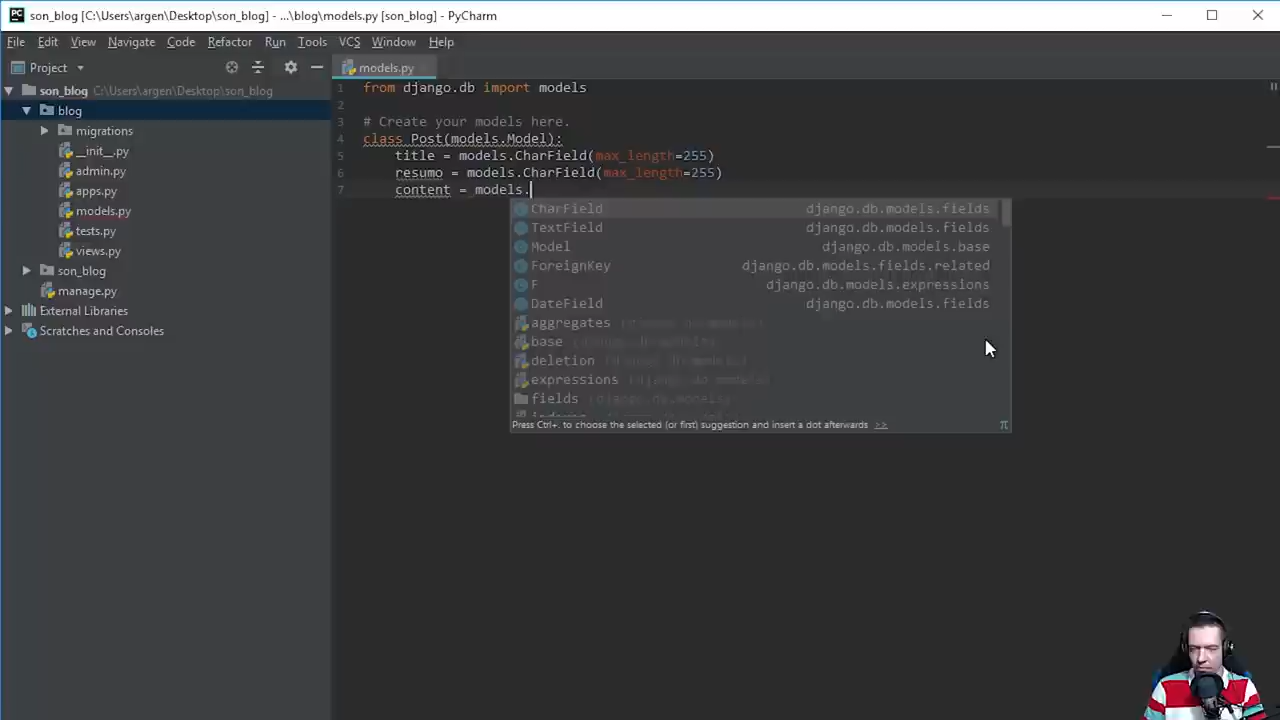 son_blog [C:\Users\argen\Desktop\son_blog] - ...\blog\models.py [son_blog] - PyCharm
File Edit View Navigate Code Refactor Run Tools VCS Window Help
Project
models.py
son_blog C:\Users\argen\Desktop\son_blog
blog
migrations
__init__.py
admin.py
apps.py
models.py
tests.py
views.py
son_blog
manage.py
External Libraries
Scratches and Consoles
1 from django.db import models
2
3 # Create your models here.
4 class Post(models.Model):
5 title = models.CharField(max_length=255)
6 resumo = models.CharField(max_length=255)
7 content = models.
CharField django.db.models.fields
TextField django.db.models.fields
Model django.db.models.base
ForeignKey django.db.models.fields.related
F django.db.models.expressions
DateField django.db.models.fields
aggregates
base
deletion
expressions (django.db.models)
fields (django.db.models)
Press Ctrl+. to choose the selected (or first) suggestion and insert a dot afterwards >>
π